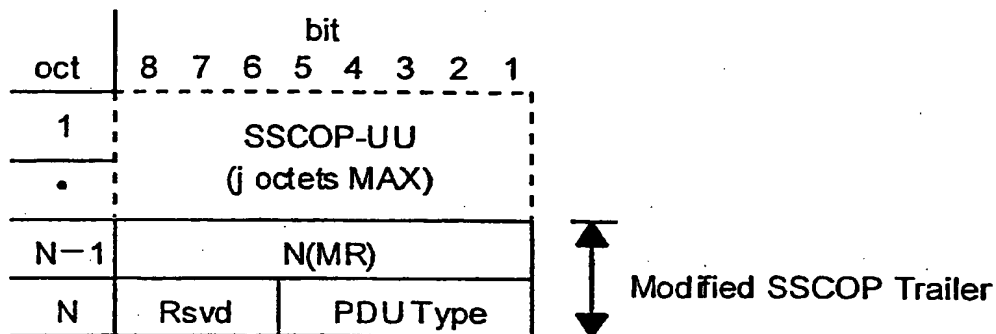 bit
oct 8 7 6 5 4 3 2 1
1 SSCOP-UU
• (j octets MAX)
N-1 N(MR)
N Rsvd PDU Type
Modified SSCOP Trailer